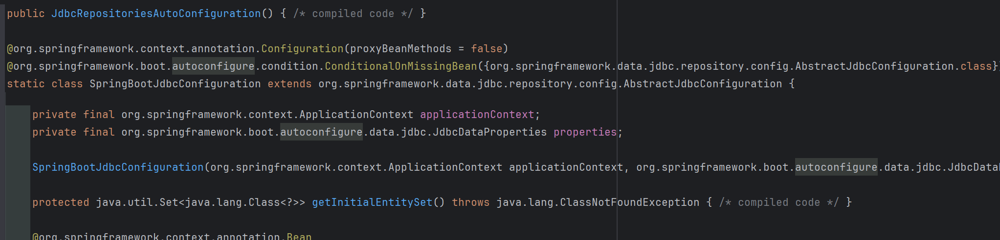 public JdbcRepositoriesAutoConfiguration() { /* compiled code */ }
@org.springframework.context.annotation.Configuration(proxyBeanMethods = false)
@org.springframework.boot.autoconfigure.condition.ConditionalOnMissingBean({org.springframework.data.jdbc.repository.config.AbstractJdbcConfiguration.class})
static class SpringBootJdbcConfiguration extends org.springframework.data.jdbc.repository.config.AbstractJdbcConfiguration {
private final org.springframework.context.ApplicationContext applicationContext;
private final org.springframework.boot.autoconfigure.data.jdbc.JdbcDataProperties properties;
SpringBootJdbcConfiguration(org.springframework.context.ApplicationContext applicationContext, org.springframework.boot.autoconfigure.data.jdbc.JdbcData
protected java.util.Set<java.lang.Class<?>> getInitialEntitySet() throws java.lang.ClassNotFoundException { /* compiled code */ }
@org.springframework.context.annotation.Bean